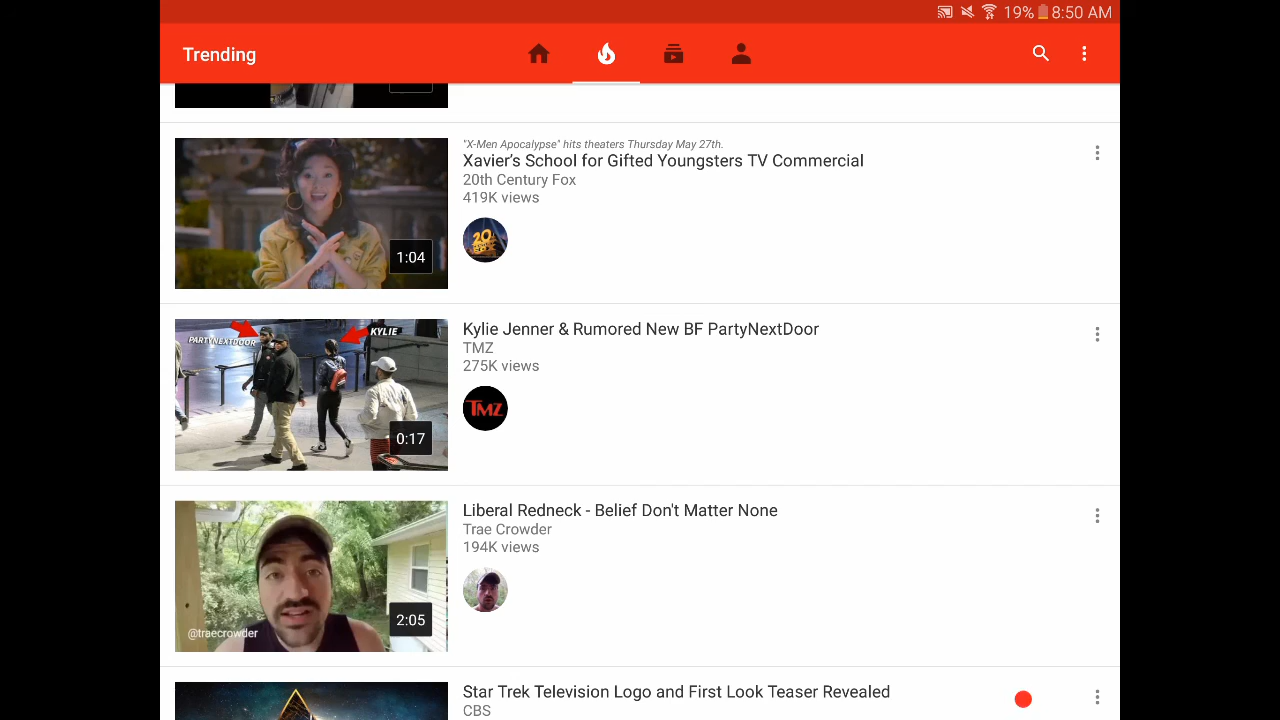 19% 8:50 AM
Trending
"X-Men Apocalypse" hits theaters Thursday May 27th.
Xavier's School for Gifted Youngsters TV Commercial
20th Century Fox
419K views
1:04
20
Kylie Jenner & Rumored New BF PartyNextDoor
TMZ
275K views
PARTYNEXTDOOR
KYLIE
TMZ
0:17
Liberal Redneck - Belief Don't Matter None
Trae Crowder
194K views
2:05
@traecrowder
Star Trek Television Logo and First Look Teaser Revealed
CBS